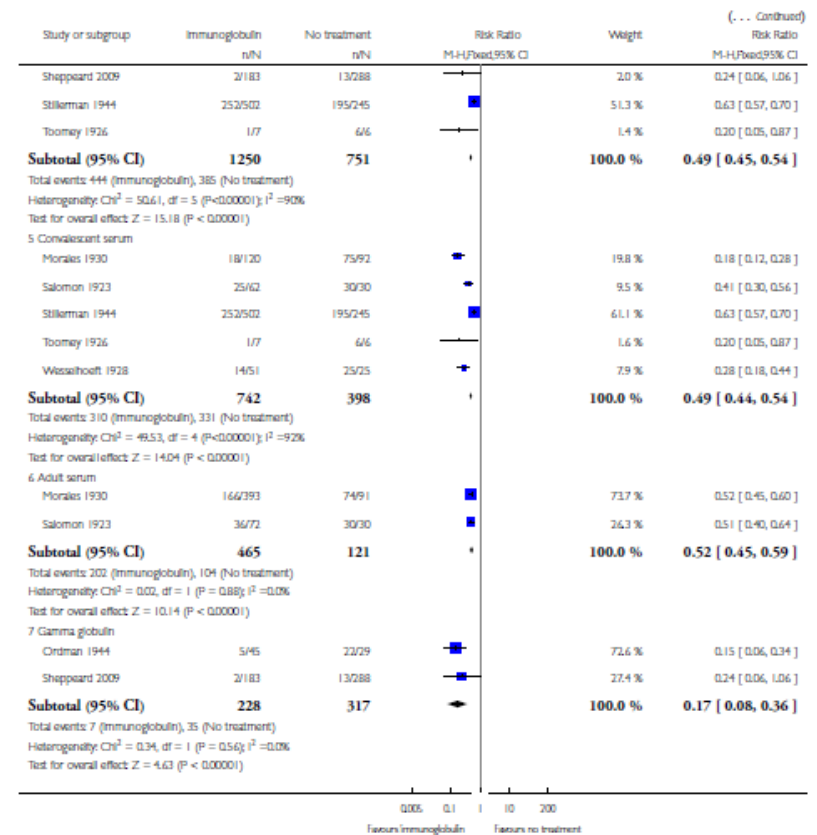 (... Continued)
Study or subgroup Immunoglobulin No treatment Risk Ratio Weight Risk Ratio
n/N n/N M-H,Fixed,95% CI M-H,Fixed,95% CI
Sheppeard 2009 2/183 13/288 2.0 % 0.24 [ 0.06, 1.06 ]
Stillerman 1944 252/502 195/245 51.3 % 0.63 [ 0.57, 0.70 ]
Toomey 1926 1/7 6/6 1.4 % 0.20 [ 0.05, 0.87 ]
Subtotal (95% CI) 1250 751 100.0 % 0.49 [ 0.45, 0.54 ]
Total events: 444 (Immunoglobulin), 385 (No treatment)
Heterogeneity: Chi² = 50.61, df = 5 (P<0.00001); I² =90%
Test for overall effect: Z = 15.18 (P < 0.00001)
5 Convalescent serum
Morales 1930 18/120 75/92 19.8 % 0.18 [ 0.12, 0.28 ]
Salomon 1923 25/62 30/30 9.5 % 0.41 [ 0.30, 0.56 ]
Stillerman 1944 252/502 195/245 61.1 % 0.63 [ 0.57, 0.70 ]
Toomey 1926 1/7 6/6 1.6 % 0.20 [ 0.05, 0.87 ]
Wesselhoeft 1928 14/51 25/25 7.9 % 0.28 [ 0.18, 0.44 ]
Subtotal (95% CI) 742 398 100.0 % 0.49 [ 0.44, 0.54 ]
Total events: 310 (Immunoglobulin), 331 (No treatment)
Heterogeneity: Chi² = 49.53, df = 4 (P<0.00001); I² =92%
Test for overall effect: Z = 14.04 (P < 0.00001)
6 Adult serum
Morales 1930 166/393 74/91 73.7 % 0.52 [ 0.45, 0.60 ]
Salomon 1923 36/72 30/30 26.3 % 0.51 [ 0.40, 0.64 ]
Subtotal (95% CI) 465 121 100.0 % 0.52 [ 0.45, 0.59 ]
Total events: 202 (Immunoglobulin), 104 (No treatment)
Heterogeneity: Chi² = 0.02, df = 1 (P = 0.88); I² =0.0%
Test for overall effect: Z = 10.14 (P < 0.00001)
7 Gamma globulin
Ordman 1944 5/45 22/29 72.6 % 0.15 [ 0.06, 0.34 ]
Sheppeard 2009 2/183 13/288 27.4 % 0.24 [ 0.06, 1.06 ]
Subtotal (95% CI) 228 317 100.0 % 0.17 [ 0.08, 0.36 ]
Total events: 7 (Immunoglobulin), 35 (No treatment)
Heterogeneity: Chi² = 0.34, df = 1 (P = 0.56); I² =0.0%
Test for overall effect: Z = 4.63 (P < 0.00001)
0.005 0.1 1 10 200
Favours immunoglobulin Favours no treatment